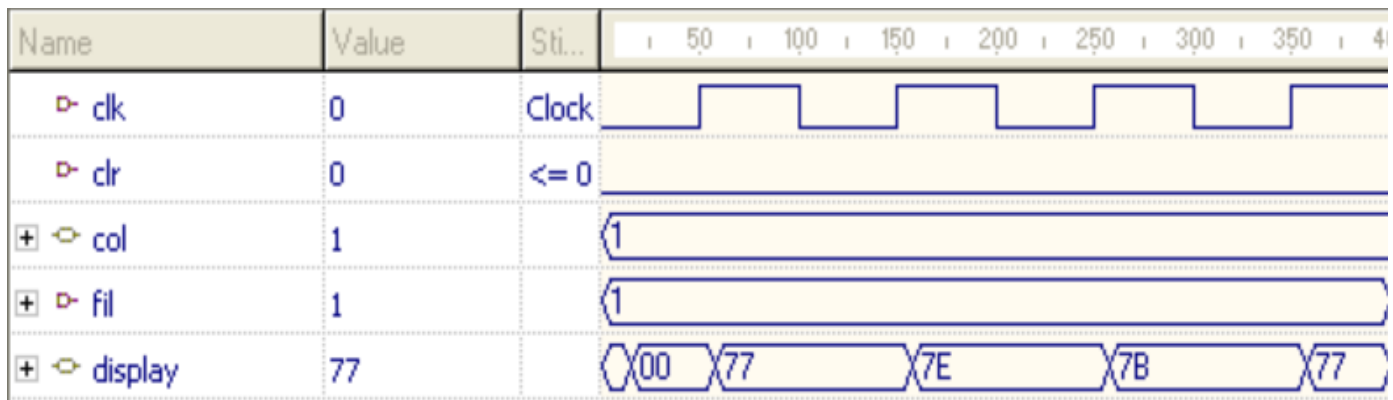 Name Value Sti... 50 100 150 200 250 300 350
clk 0 Clock
clr 0 <= 0
col 1 1
fil 1 1
display 77 00 77 7E 7B 77